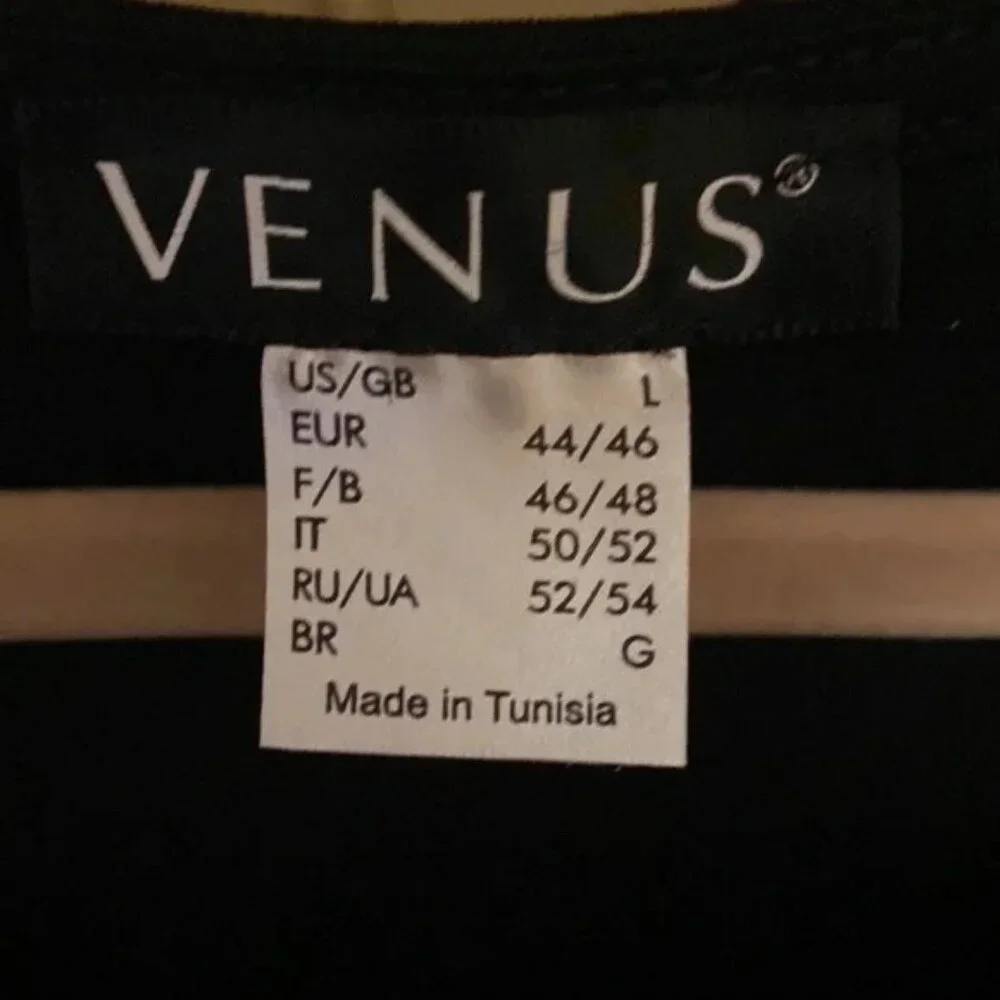 VENUS®
US/GB L
EUR 44/46
F/B 46/48
IT 50/52
RU/UA 52/54
BR G
Made in Tunisia